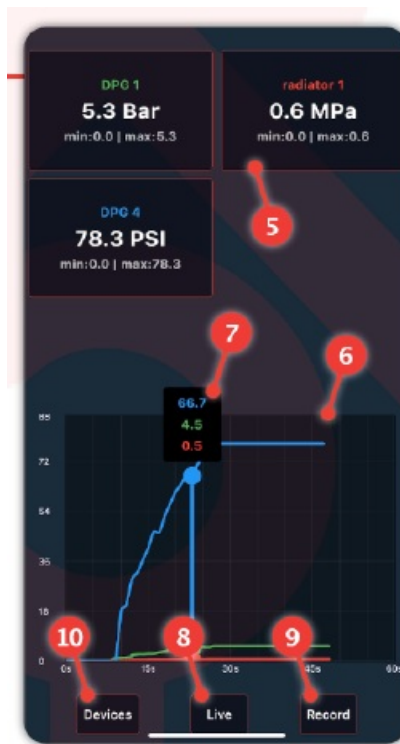 DPG 1
5.3 Bar
min:0.0 | max:5.3
radiator 1
0.6 MPa
min:0.0 | max:0.6
5
DPG 4
78.3 PSI
min:0.0 | max:78.3
7
6
66.7
4.5
0.5
72
54
36
18
0
10
8
9
0s
15s
30s
45s
60s
Devices
Live
Record